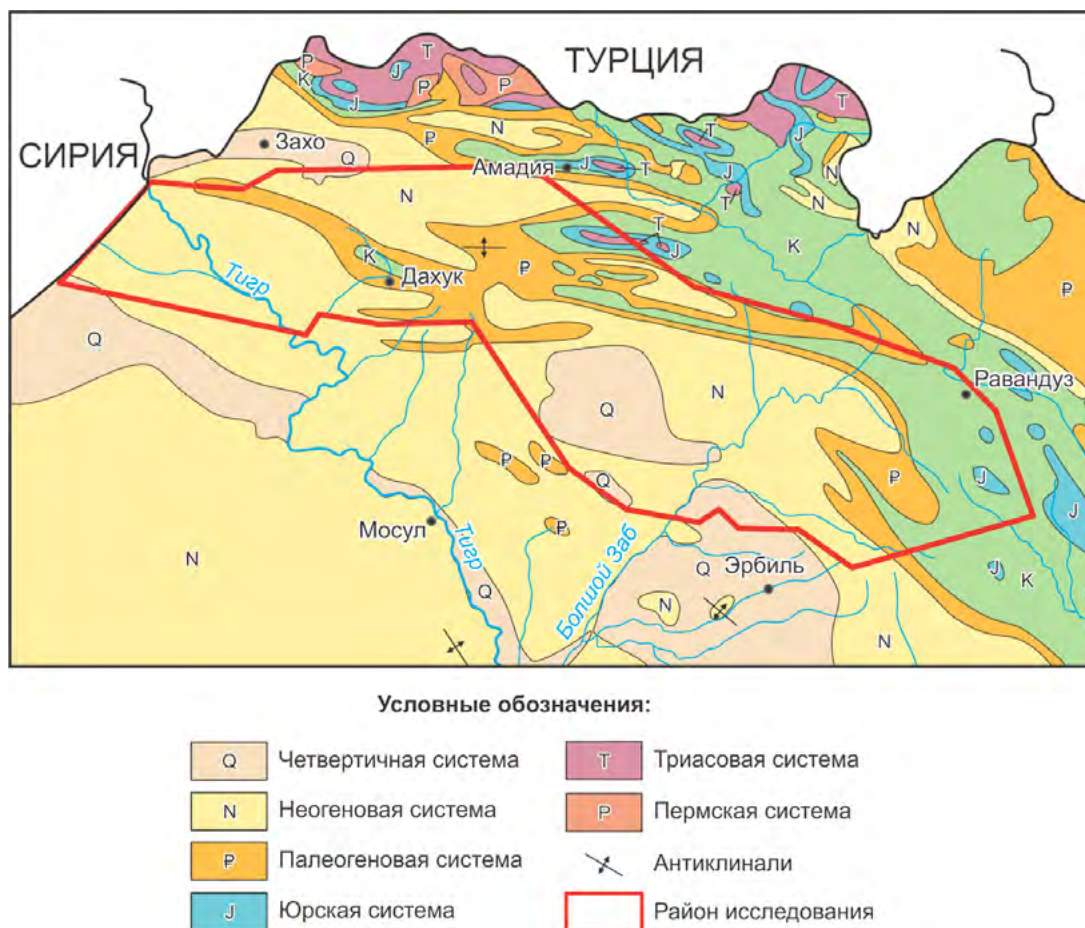 ТУРЦИЯ
СИРИЯ
T
P
J
T
K
P
P
J
J
T
T
N
Захо
Q
P
Амадия
J
T
J
T
J
N
N
N
N
T
J
K
Тигр
K
Дахук
P
P
Q
N
Равандуз
Q
P
P
Q
P
J
J
Мосул
Тигр
P
Болшой Заб
Q
Эрбиль
J
K
N
Q
N
N
Условные обозначения:
Q Четвертичная система
T Триасовая система
N Неогеновая система
P Пермская система
₽ Палеогеновая система
Антиклинали
J Юрская система
Район исследования